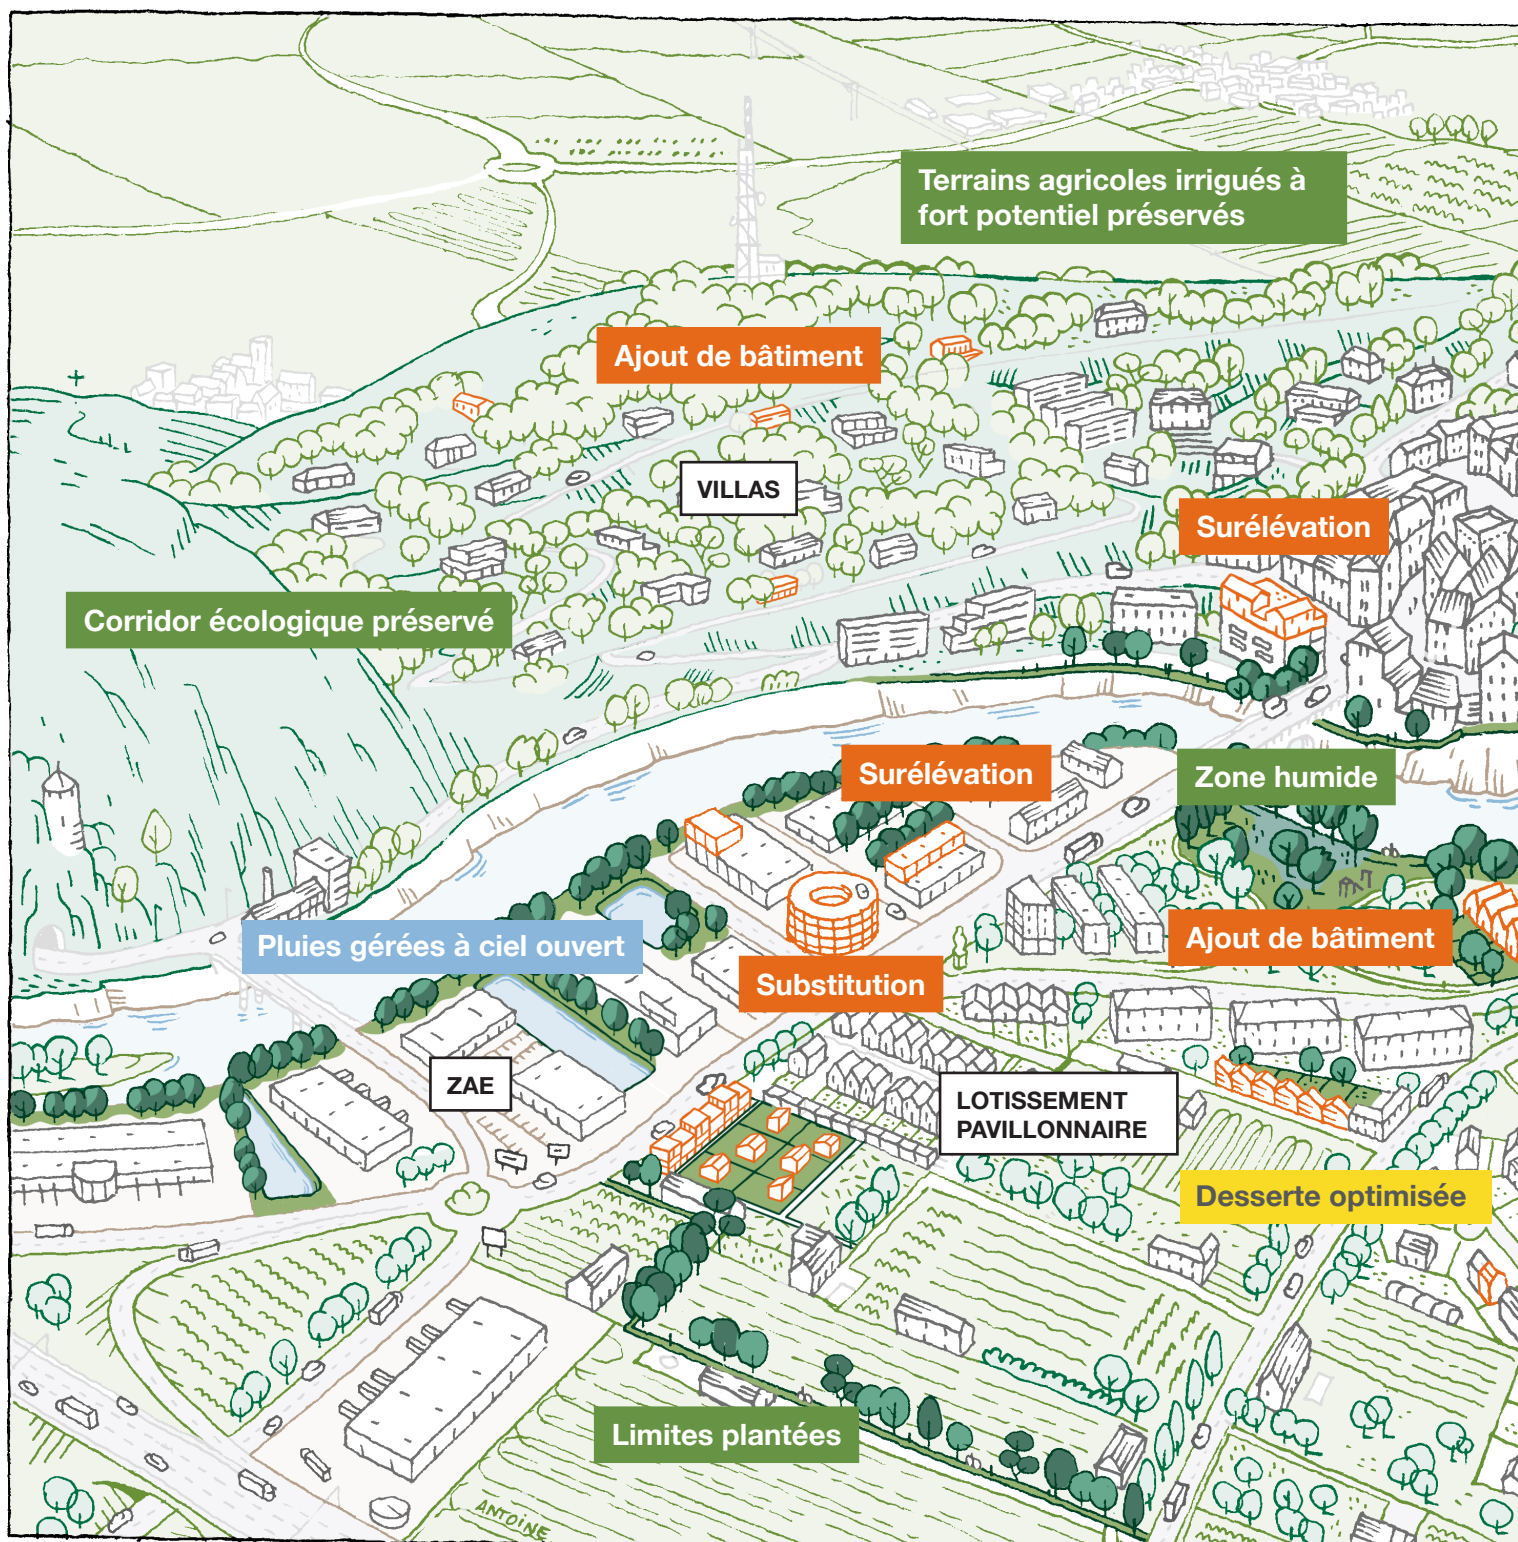 Terrains agricoles irrigués à
fort potentiel préservés
Ajout de bâtiment
VILLAS
Surélévation
Corridor écologique préservé
Surélévation
Zone humide
Pluies gérées à ciel ouvert
Ajout de bâtiment
Substitution
ZAE
LOTISSEMENT
PAVILLONNAIRE
Desserte optimisée
Limites plantées
ANTOINE